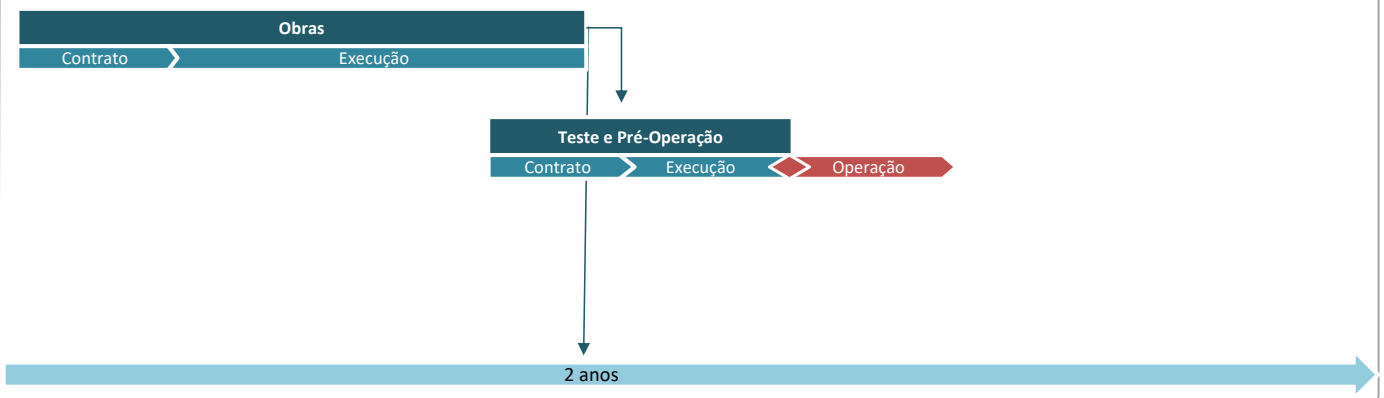 Obras
Contrato Execução
Teste e Pré-Operação
Contrato Execução Operação
2 anos